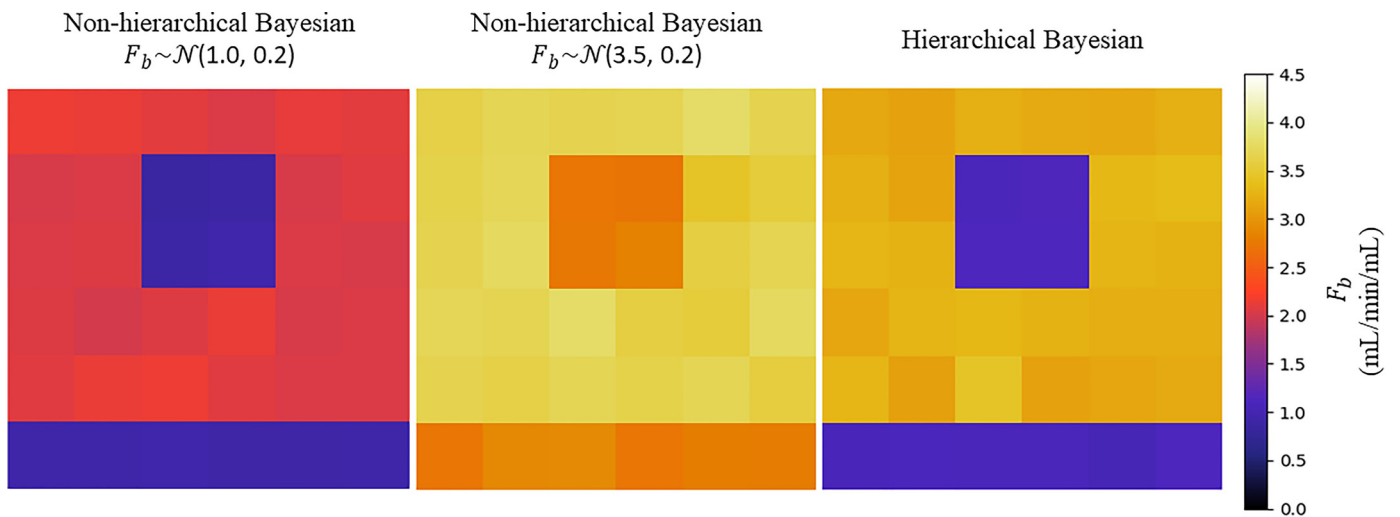 Non-hierarchical Bayesian
F_b~𝒩(1.0, 0.2)
Non-hierarchical Bayesian
F_b~𝒩(3.5, 0.2)
Hierarchical Bayesian
4.5
4.0
3.5
3.0
2.5
2.0
1.5
1.0
0.5
0.0
F_b
(mL/min/mL)